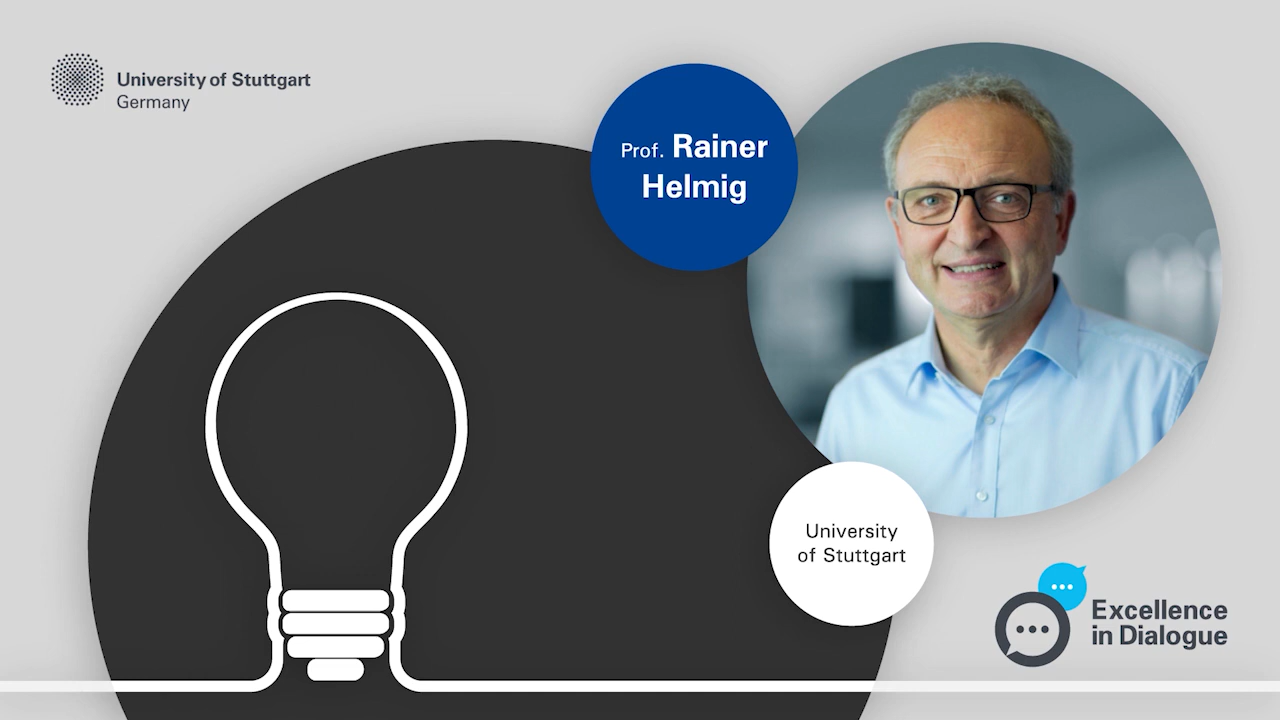 University of Stuttgart
Germany
Prof. Rainer
Helmig
University
of Stuttgart
Excellence
in Dialogue